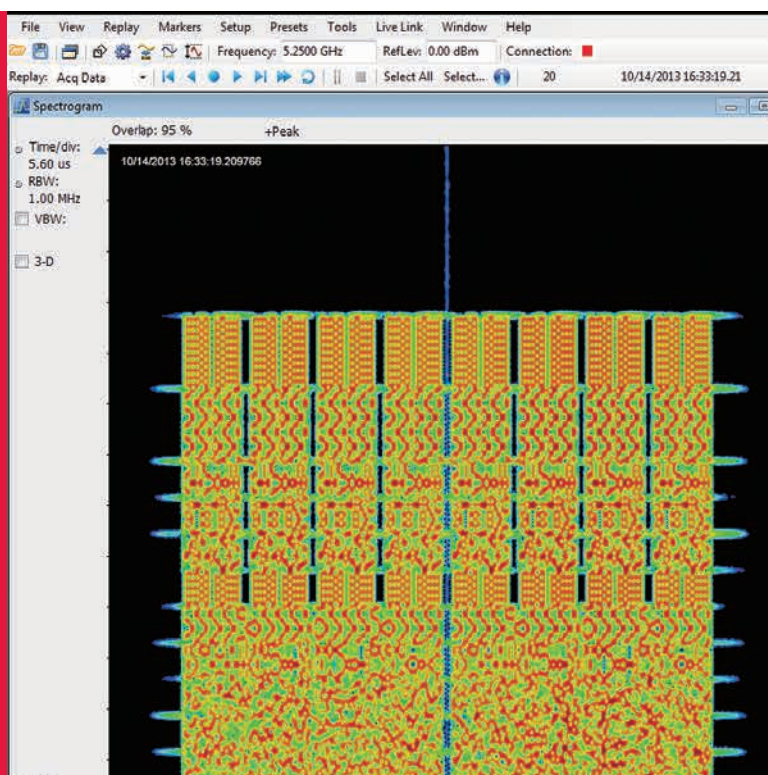 File View Replay Markers Setup Presets Tools Live Link Window Help
Frequency: 5.2500 GHz RefLev: 0.00 dBm Connection:
Replay: Acq Data Select All Select... 20 10/14/2013 16:33:19.21
Spectrogram
Overlap: 95 % +Peak
Time/div:
5.60 us
10/14/2013 16:33:19.209766
RBW:
1.00 MHz
VBW:
3-D